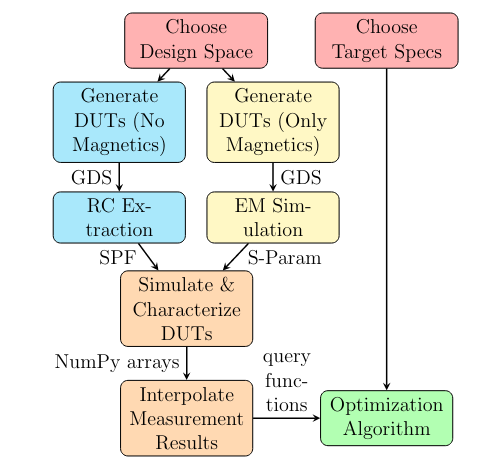 Choose
Design Space
Choose
Target Specs
Generate
DUTs (No
Magnetics)
Generate
DUTs (Only
Magnetics)
GDS
GDS
RC Ex-
traction
EM Sim-
ulation
SPF
S-Param
Simulate &
Characterize
DUTs
NumPy arrays
query
func-
tions
Interpolate
Measurement
Results
Optimization
Algorithm